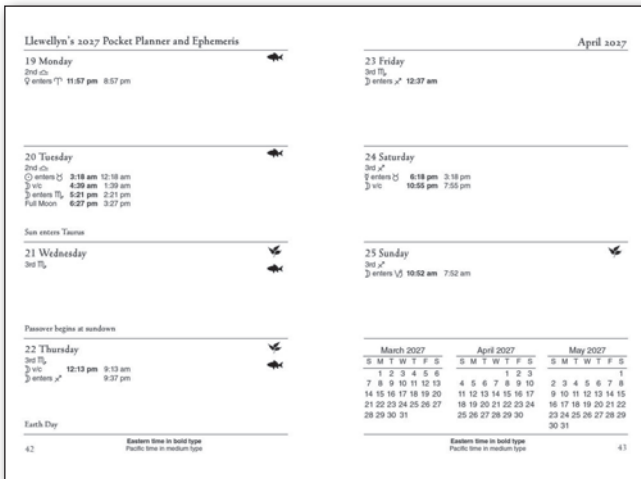 Llewellyn's 2027 Pocket Planner and Ephemeris
19 Monday
2nd ♎
♀ enters ♈ 11:57 pm 8:57 pm
20 Tuesday
2nd ♎
☉ enters ♉ 3:18 am 12:18 am
☽ v/c 4:39 am 1:39 am
☽ enters ♏ 5:21 pm 2:21 pm
Full Moon 6:27 pm 3:27 pm
Sun enters Taurus
21 Wednesday
3rd ♏
Passover begins at sundown
22 Thursday
3rd ♏
☽ v/c 12:13 pm 9:13 am
☽ enters ♐ 9:37 pm
Earth Day
42
Eastern time in bold type
Pacific time in medium type
April 2027
23 Friday
3rd ♏
☽ enters ♐ 12:37 am
24 Saturday
3rd ♐
☿ enters ♉ 6:18 pm 3:18 pm
☽ v/c 10:55 pm 7:55 pm
25 Sunday
3rd ♐
☽ enters ♑ 10:52 am 7:52 am
March 2027
S M T W T F S
1 2 3 4 5 6
7 8 9 10 11 12 13
14 15 16 17 18 19 20
21 22 23 24 25 26 27
28 29 30 31
April 2027
S M T W T F S
1 2 3
4 5 6 7 8 9 10
11 12 13 14 15 16 17
18 19 20 21 22 23 24
25 26 27 28 29 30
May 2027
S M T W T F S
1
2 3 4 5 6 7 8
9 10 11 12 13 14 15
16 17 18 19 20 21 22
23 24 25 26 27 28 29
30 31
Eastern time in bold type
Pacific time in medium type
43